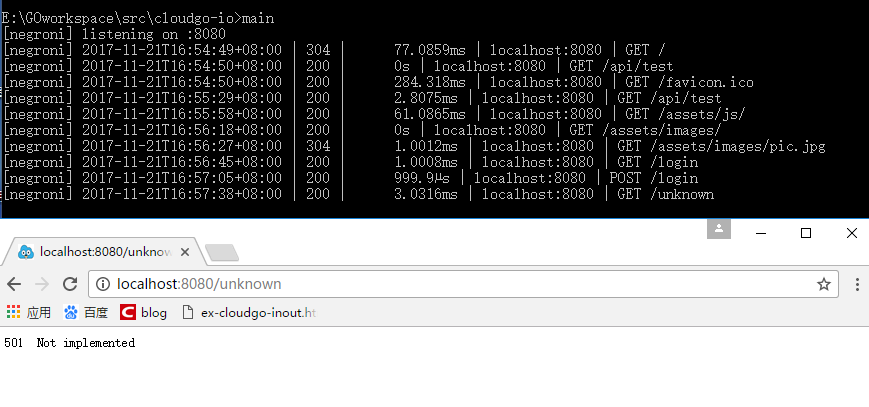 E:\GOworkspace\src\cloudgo-io>main
[negroni] listening on :8080
[negroni] 2017-11-21T16:54:49+08:00 | 304 | 77.0859ms | localhost:8080 | GET /
[negroni] 2017-11-21T16:54:50+08:00 | 200 | 0s | localhost:8080 | GET /api/test
[negroni] 2017-11-21T16:54:50+08:00 | 200 | 284.318ms | localhost:8080 | GET /favicon.ico
[negroni] 2017-11-21T16:55:29+08:00 | 200 | 2.8075ms | localhost:8080 | GET /api/test
[negroni] 2017-11-21T16:55:58+08:00 | 200 | 61.0865ms | localhost:8080 | GET /assets/js/
[negroni] 2017-11-21T16:56:18+08:00 | 200 | 0s | localhost:8080 | GET /assets/images/
[negroni] 2017-11-21T16:56:27+08:00 | 304 | 1.0012ms | localhost:8080 | GET /assets/images/pic.jpg
[negroni] 2017-11-21T16:56:45+08:00 | 200 | 1.0008ms | localhost:8080 | GET /login
[negroni] 2017-11-21T16:57:05+08:00 | 200 | 999.9µs | localhost:8080 | POST /login
[negroni] 2017-11-21T16:57:38+08:00 | 200 | 3.0316ms | localhost:8080 | GET /unknown
localhost:8080/unknow
localhost:8080/unknown
应用 百度 blog ex-cloudgo-inout.ht
501 Not implemented